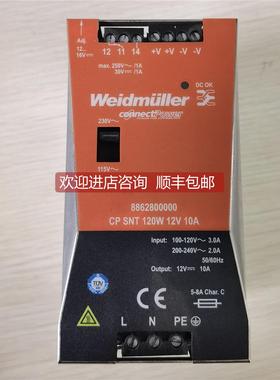 Adj.
12...
16V
12 11 14 +V +V -V -V
max. 250V~ /1A
30V⎓ /1A
DC OK
Weidmüller
connectPower
230V~
115V~
欢迎进店咨询 顺丰包邮
8862800000
CP SNT 120W 12V 10A
Input: 100-120V~ 3.0A
200-240V~ 2.0A
50/60Hz
Output: 12V⎓ 10A
TÜV
CE
5-8A Char. C
L N PE